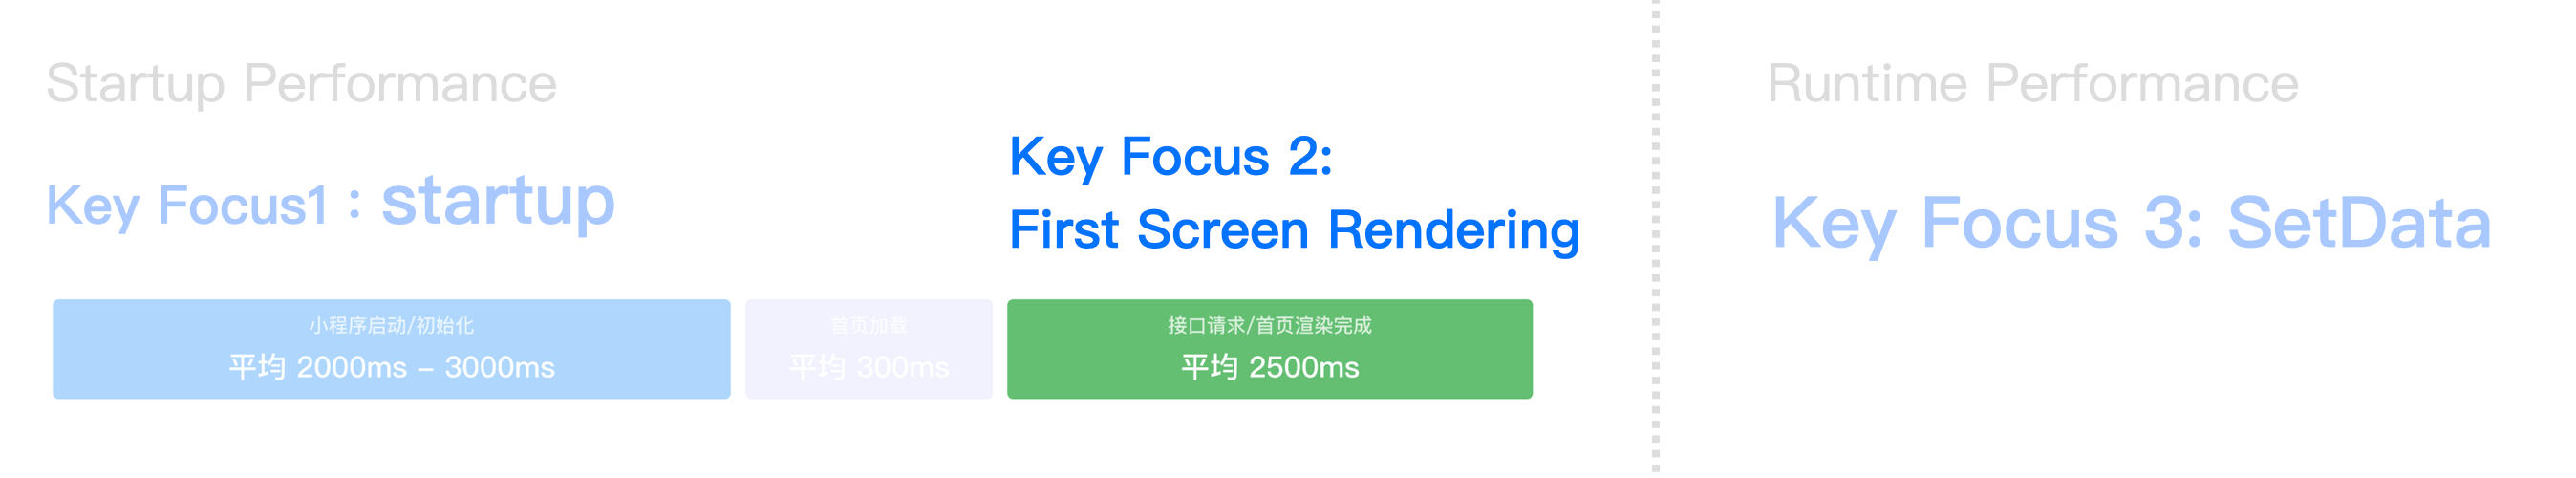 Startup Performance
Key Focus1：startup
Key Focus 2:
First Screen Rendering
小程序启动/初始化
平均 2000ms – 3000ms
首页加载
平均 300ms
接口请求/首页渲染完成
平均 2500ms
Runtime Performance
Key Focus 3: SetData